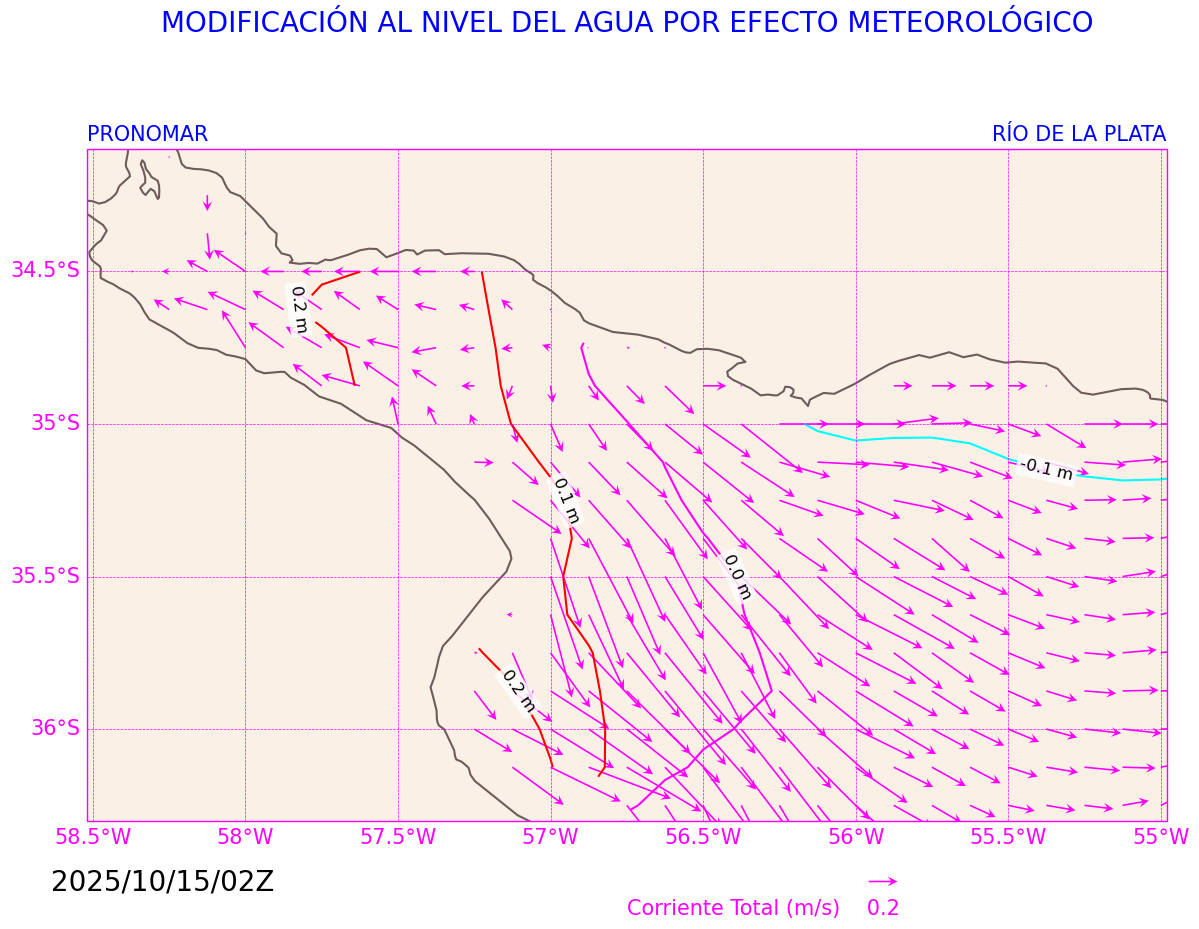 MODIFICACIÓN AL NIVEL DEL AGUA POR EFECTO METEOROLÓGICO
PRONOMAR
RÍO DE LA PLATA
34.5°S
0.2 m
35°S
-0.1 m
0.1 m
35.5°S
0.0 m
0.2 m
36°S
58.5°W
58°W
57.5°W
57°W
56.5°W
56°W
55.5°W
55°W
2025/10/15/02Z
Corriente Total (m/s)
0.2